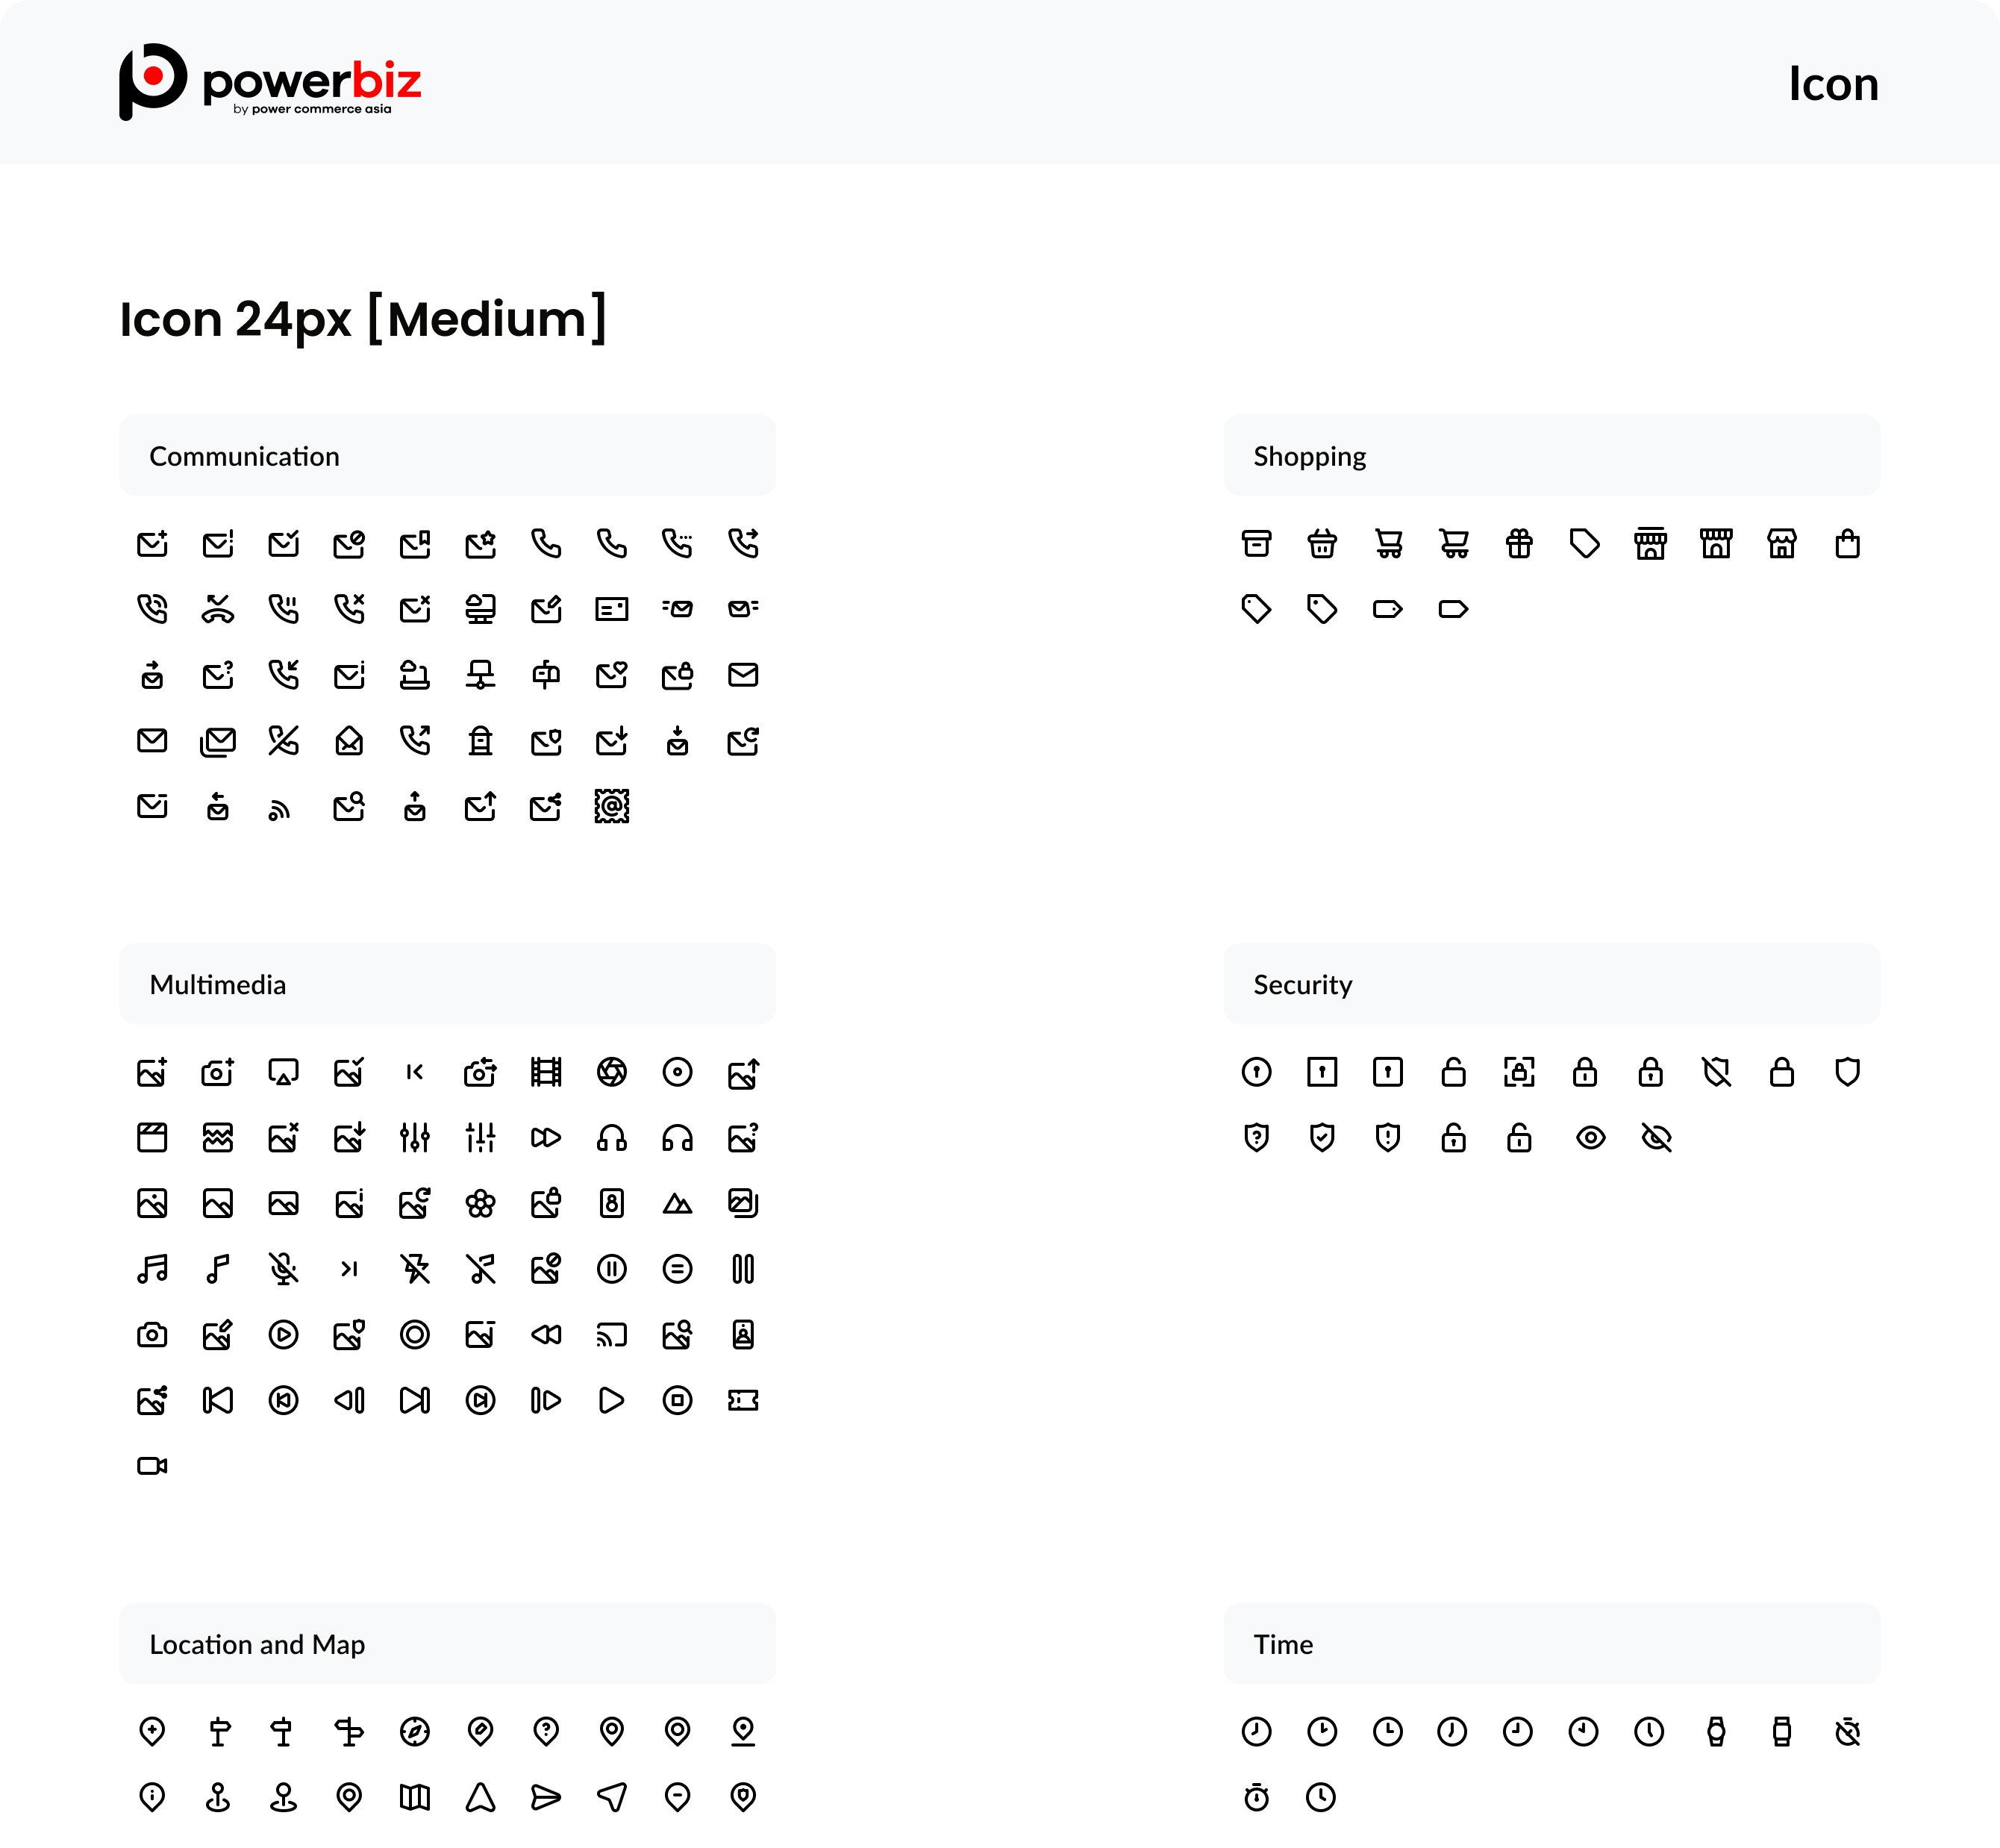 powerbiz
by power commerce asia
Icon
Icon 24px [Medium]
Communication
Shopping
Multimedia
Security
Location and Map
Time